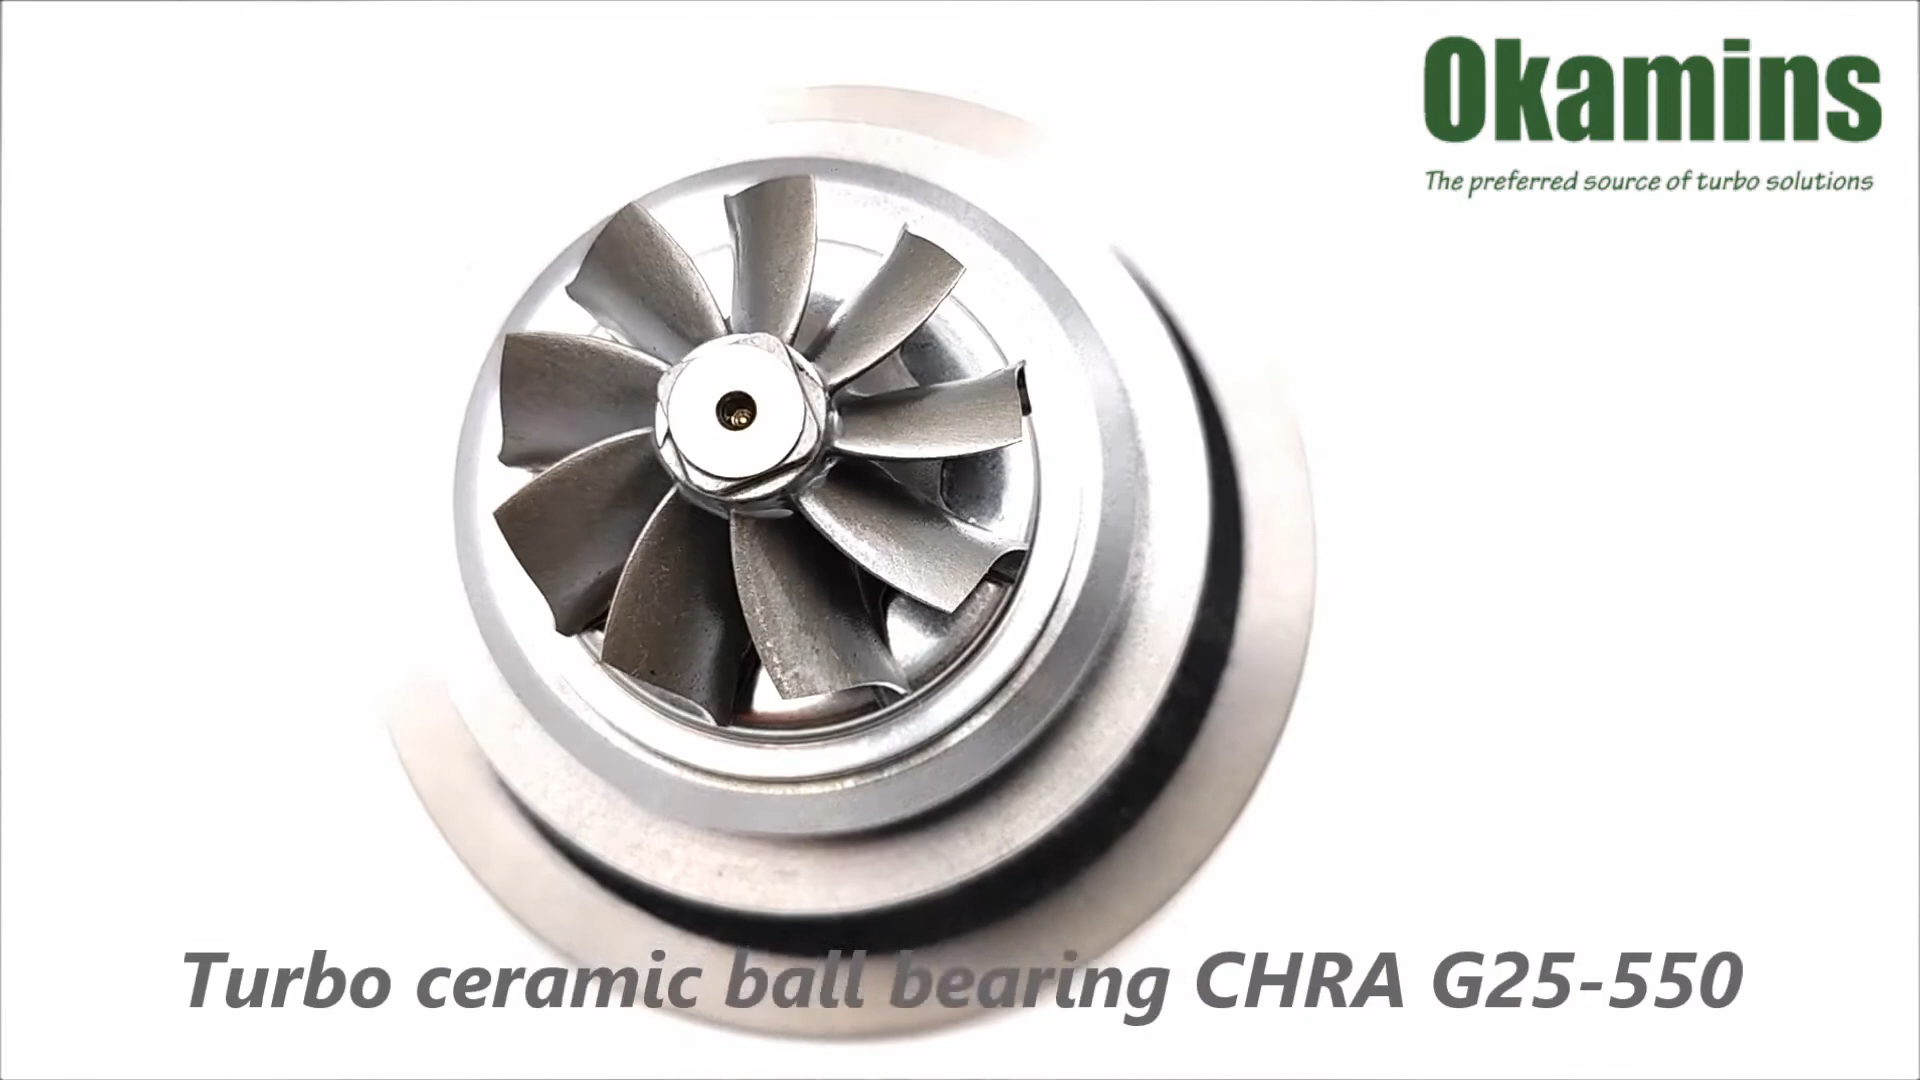 Okamins
The preferred source of turbo solutions
Turbo ceramic ball bearing CHRA G25-550